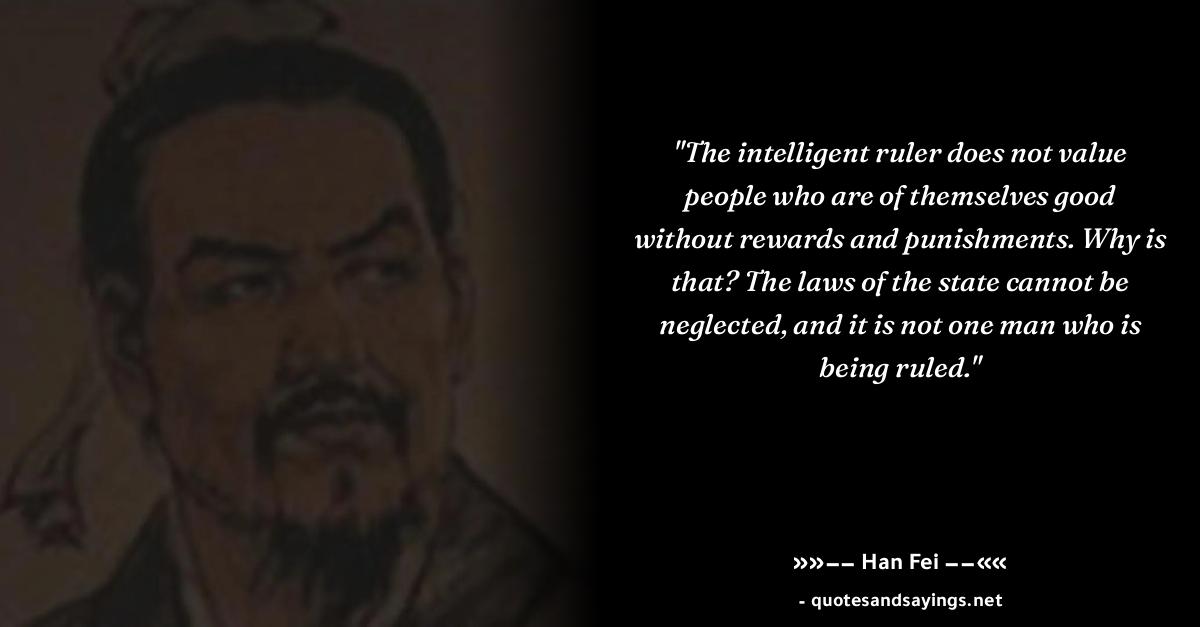 "The intelligent ruler does not value
people who are of themselves good
without rewards and punishments. Why is
that? The laws of the state cannot be
neglected, and it is not one man who is
being ruled."
»»−− Han Fei −−««
- quotesandsayings.net